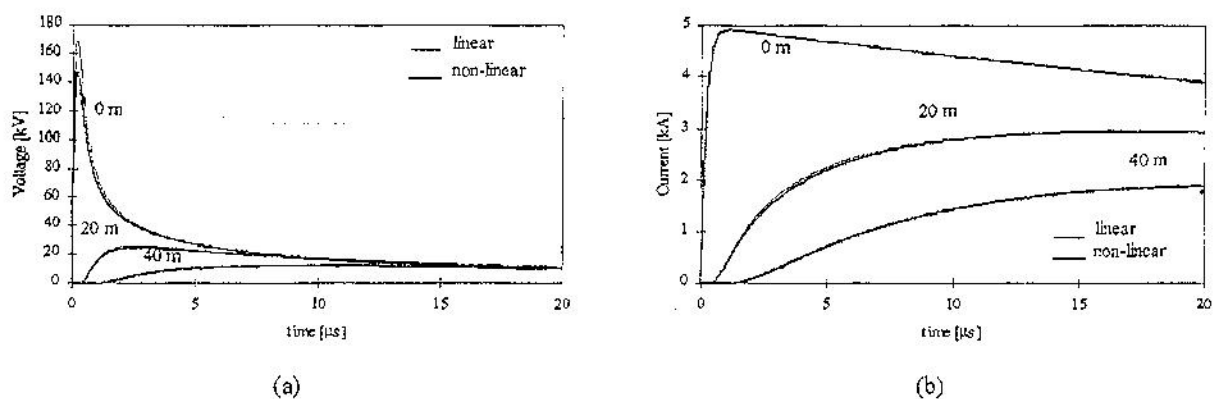 180
160
140
120
100
80
60
40
20
0
Voltage [kV]
linear
non-linear
0 m
20 m
40 m
0
5
10
15
20
time [μs]
(a)
5
4
3
2
1
0
Current [kA]
0 m
20 m
40 m
linear
non-linear
0
5
10
15
20
time [μs]
(b)